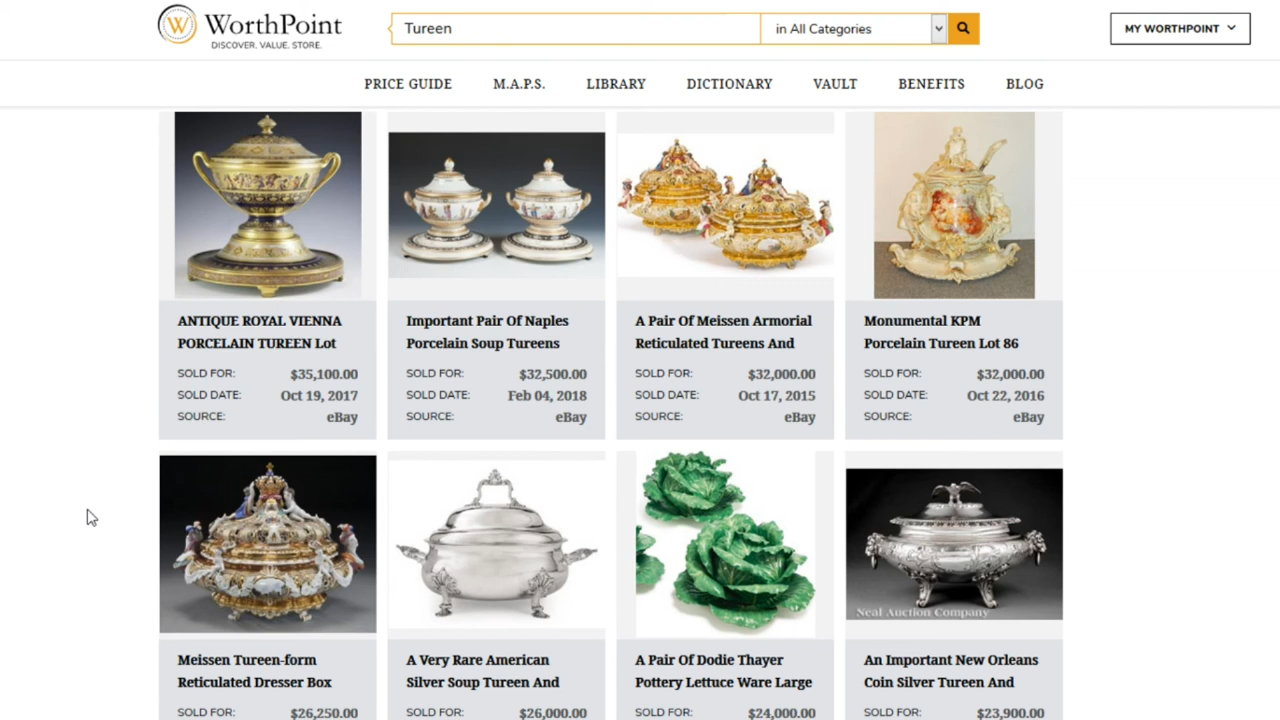 W WorthPoint
DISCOVER. VALUE. STORE.
Tureen
in All Categories
MY WORTHPOINT
PRICE GUIDE M.A.P.S. LIBRARY DICTIONARY VAULT BENEFITS BLOG
ANTIQUE ROYAL VIENNA
PORCELAIN TUREEN Lot
SOLD FOR: $35,100.00
SOLD DATE: Oct 19, 2017
SOURCE: eBay
Important Pair Of Naples
Porcelain Soup Tureens
SOLD FOR: $32,500.00
SOLD DATE: Feb 04, 2018
SOURCE: eBay
A Pair Of Meissen Armorial
Reticulated Tureens And
SOLD FOR: $32,000.00
SOLD DATE: Oct 17, 2015
SOURCE: eBay
Monumental KPM
Porcelain Tureen Lot 86
SOLD FOR: $32,000.00
SOLD DATE: Oct 22, 2016
SOURCE: eBay
Meissen Tureen-form
Reticulated Dresser Box
SOLD FOR: $26,250.00
A Very Rare American
Silver Soup Tureen And
SOLD FOR: $26,000.00
A Pair Of Dodie Thayer
Pottery Lettuce Ware Large
SOLD FOR: $24,000.00
Neal Auction Company
An Important New Orleans
Coin Silver Tureen And
SOLD FOR: $23,900.00